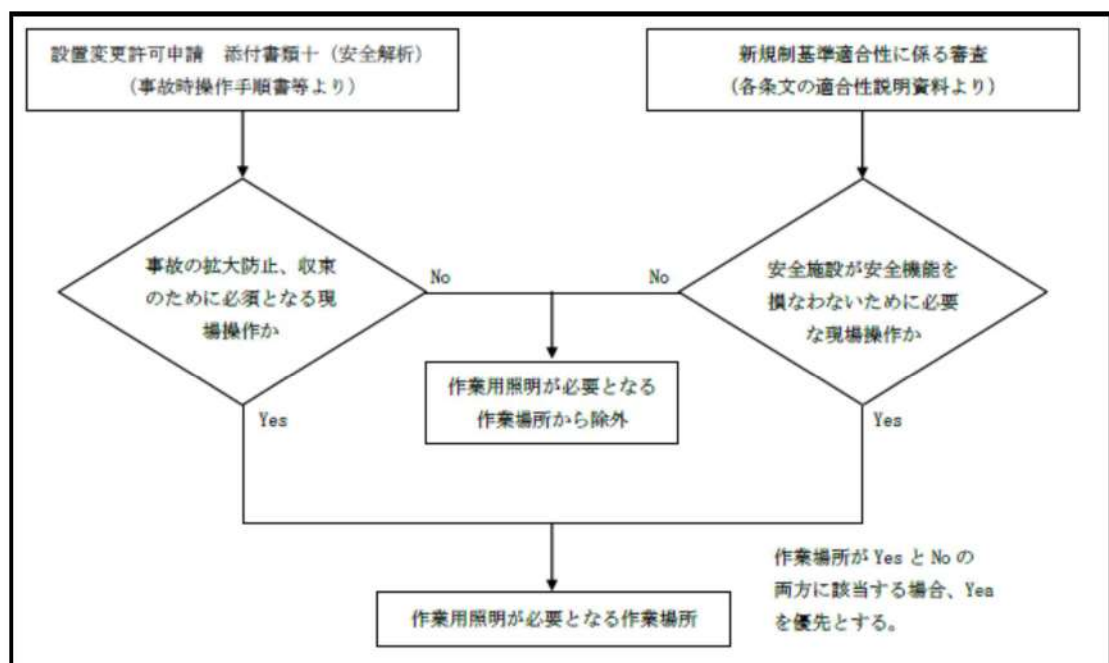 設置変更許可申請　添付書類十（安全解析）
（事故時操作手順書等より）
新規制基準適合性に係る審査
（各条文の適合性説明資料より）
事故の拡大防止、収束
のために必須となる現
場操作か
No
No
安全施設が安全機能を
損なわないために必要
な現場操作か
作業用照明が必要となる
作業場所から除外
Yes
Yes
作業場所が Yes と No の
両方に該当する場合、Yea
を優先とする。
作業用照明が必要となる作業場所